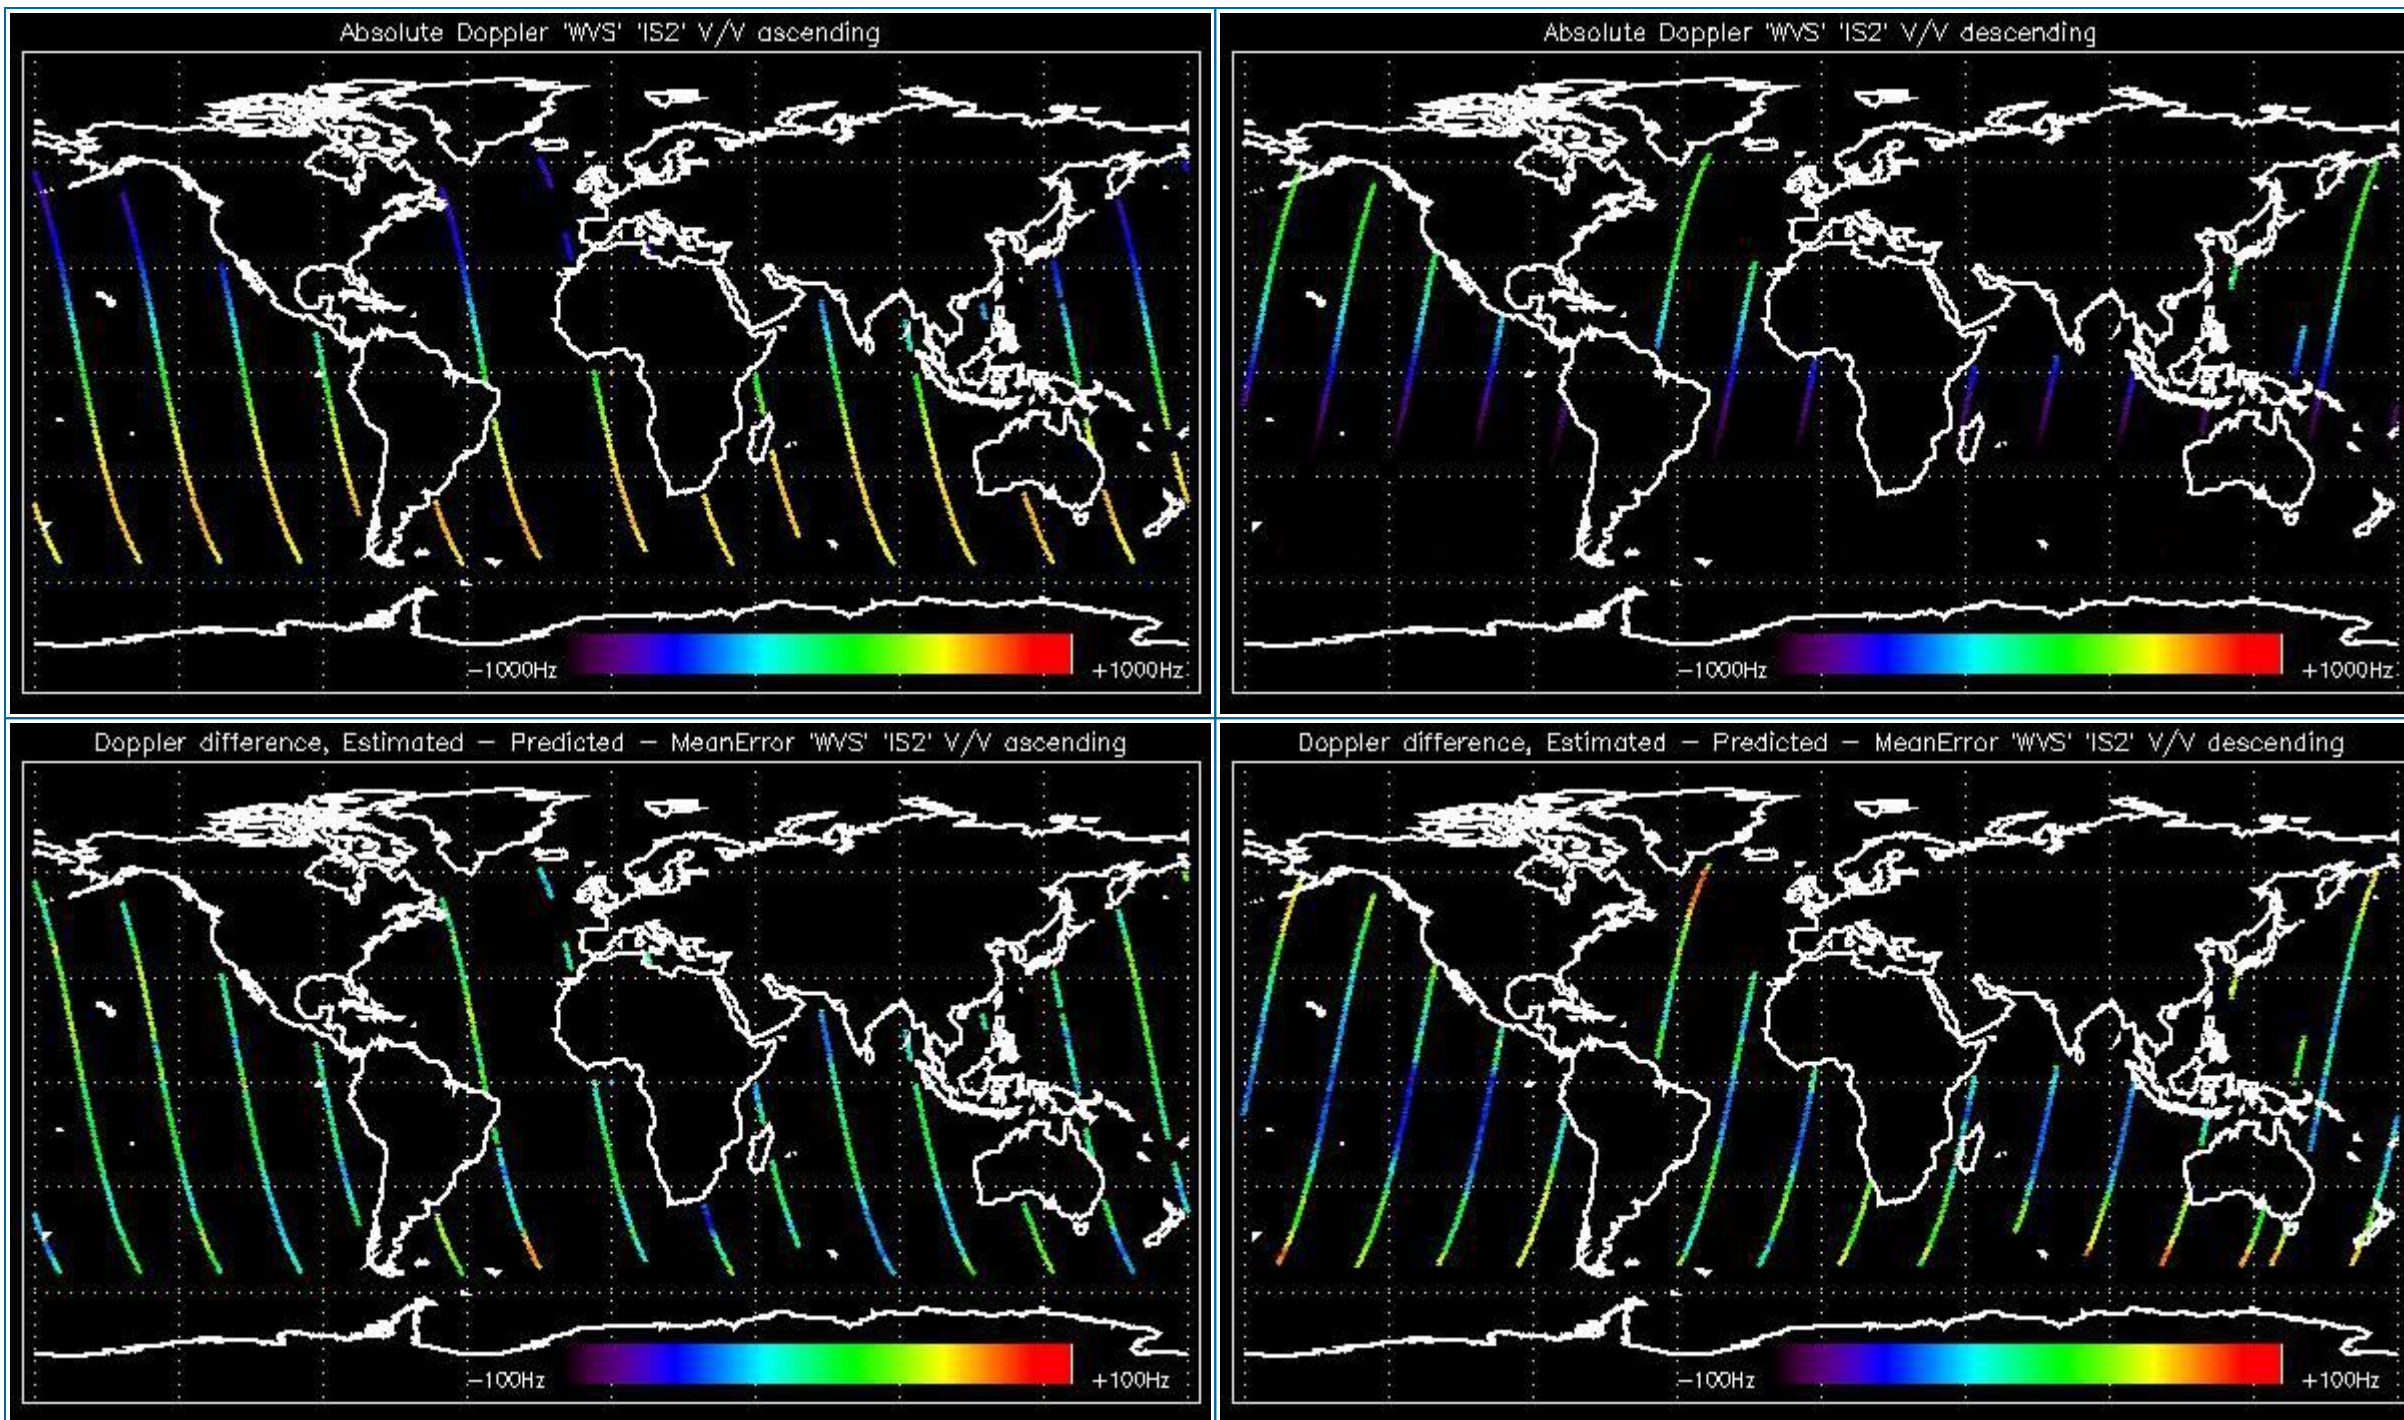 Absolute Doppler 'WVS' 'IS2' V/V ascending
-1000Hz
+1000Hz
Absolute Doppler 'WVS' 'IS2' V/V descending
-1000Hz
+1000Hz
Doppler difference, Estimated - Predicted - MeanError 'WVS' 'IS2' V/V ascending
-100Hz
+100Hz
Doppler difference, Estimated - Predicted - MeanError 'WVS' 'IS2' V/V descending
-100Hz
+100Hz